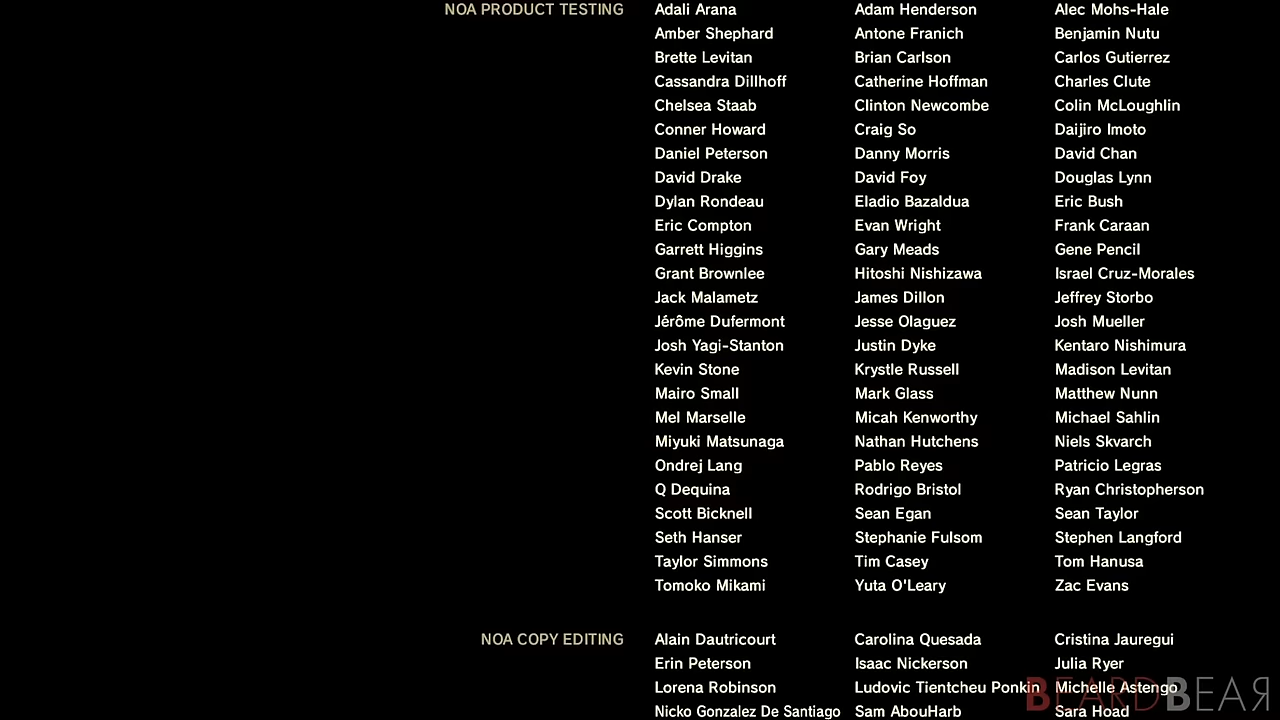 NOA PRODUCT TESTING Adali Arana Adam Henderson Alec Mohs-Hale
Amber Shephard Antone Franich Benjamin Nutu
Brette Levitan Brian Carlson Carlos Gutierrez
Cassandra Dillhoff Catherine Hoffman Charles Clute
Chelsea Staab Clinton Newcombe Colin McLoughlin
Conner Howard Craig So Daijiro Imoto
Daniel Peterson Danny Morris David Chan
David Drake David Foy Douglas Lynn
Dylan Rondeau Eladio Bazaldua Eric Bush
Eric Compton Evan Wright Frank Caraan
Garrett Higgins Gary Meads Gene Pencil
Grant Brownlee Hitoshi Nishizawa Israel Cruz-Morales
Jack Malametz James Dillon Jeffrey Storbo
Jérôme Dufermont Jesse Olaguez Josh Mueller
Josh Yagi-Stanton Justin Dyke Kentaro Nishimura
Kevin Stone Krystle Russell Madison Levitan
Mairo Small Mark Glass Matthew Nunn
Mel Marselle Micah Kenworthy Michael Sahlin
Miyuki Matsunaga Nathan Hutchens Niels Skvarch
Ondrej Lang Pablo Reyes Patricio Legras
Q Dequina Rodrigo Bristol Ryan Christopherson
Scott Bicknell Sean Egan Sean Taylor
Seth Hanser Stephanie Fulsom Stephen Langford
Taylor Simmons Tim Casey Tom Hanusa
Tomoko Mikami Yuta O'Leary Zac Evans
NOA COPY EDITING Alain Dautricourt Carolina Quesada Cristina Jauregui
Erin Peterson Isaac Nickerson Julia Ryer
Lorena Robinson Ludovic Tientcheu Ponkin Michelle Astengo
Nicko Gonzalez De Santiago Sam AbouHarb Sara Hoad
BEARDBEAR